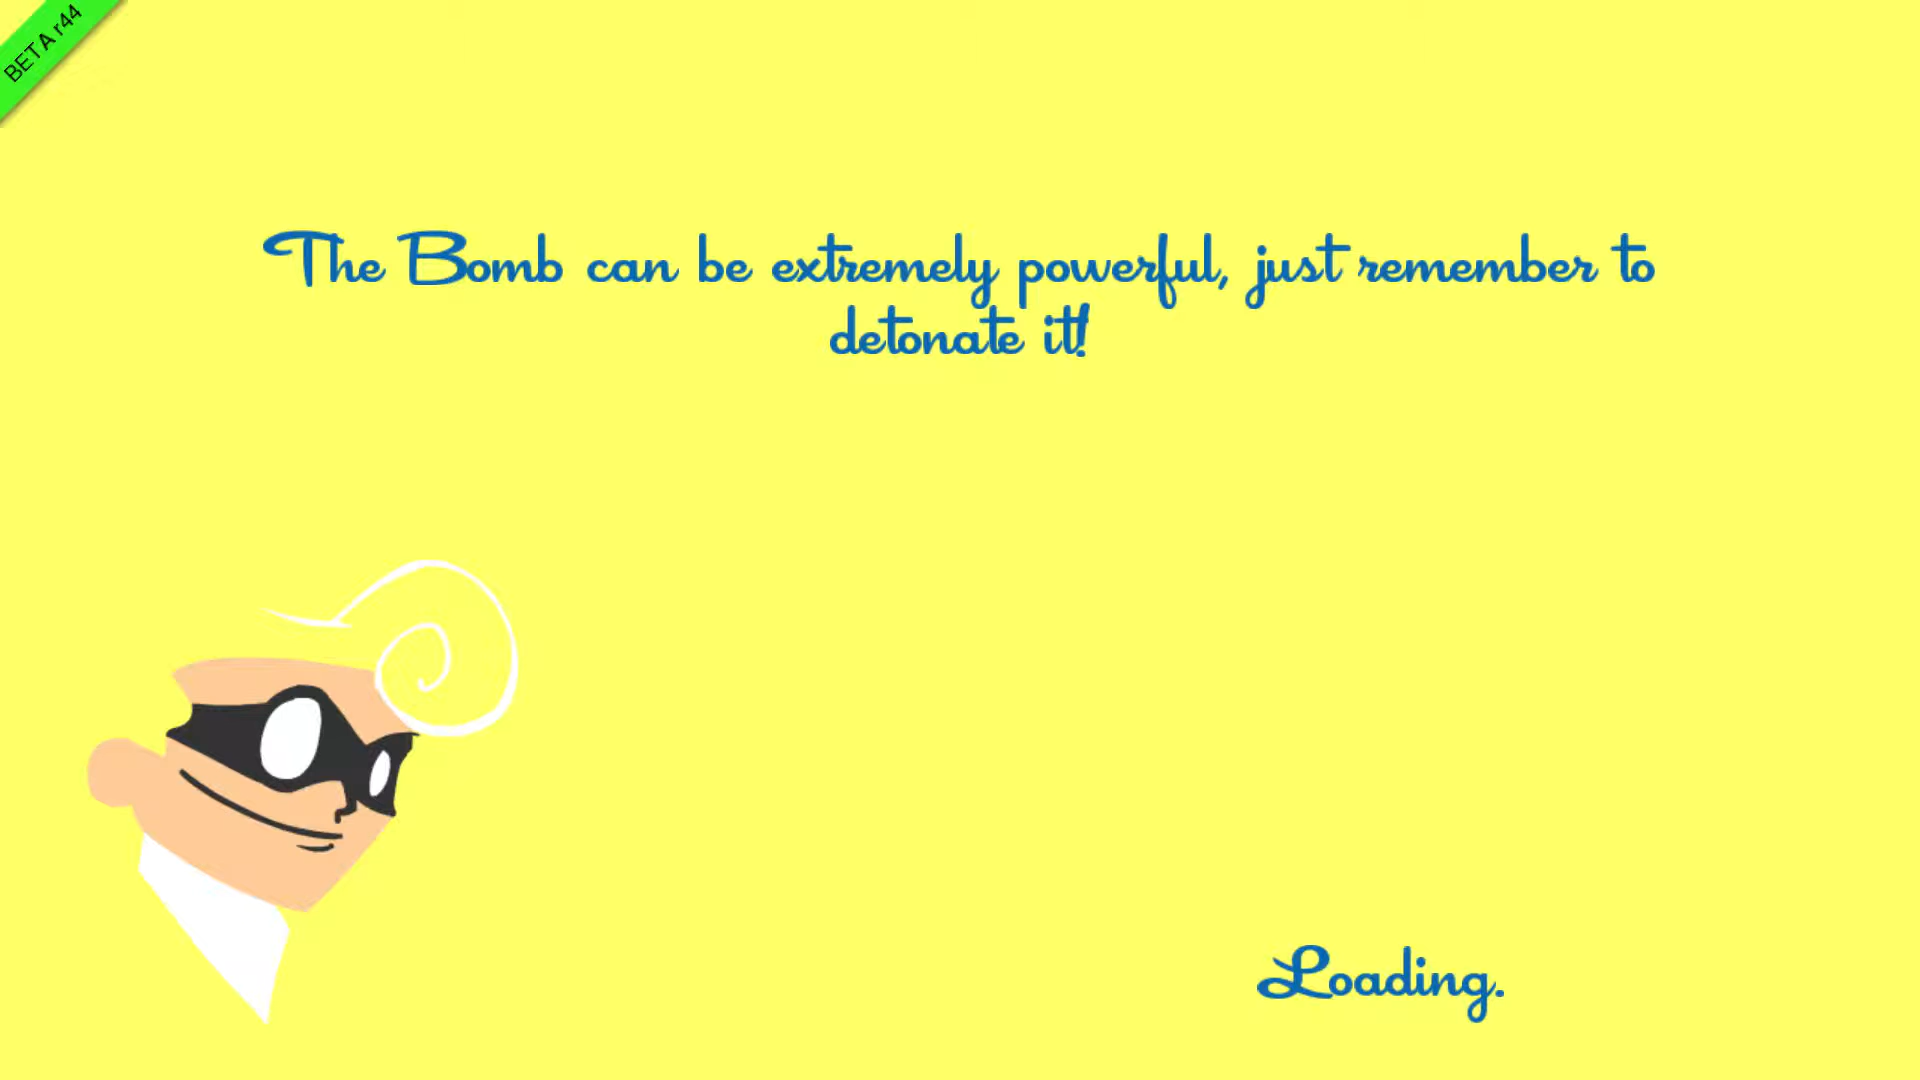 BETA r44
The Bomb can be extremely powerful, just remember to
detonate it!
Loading.